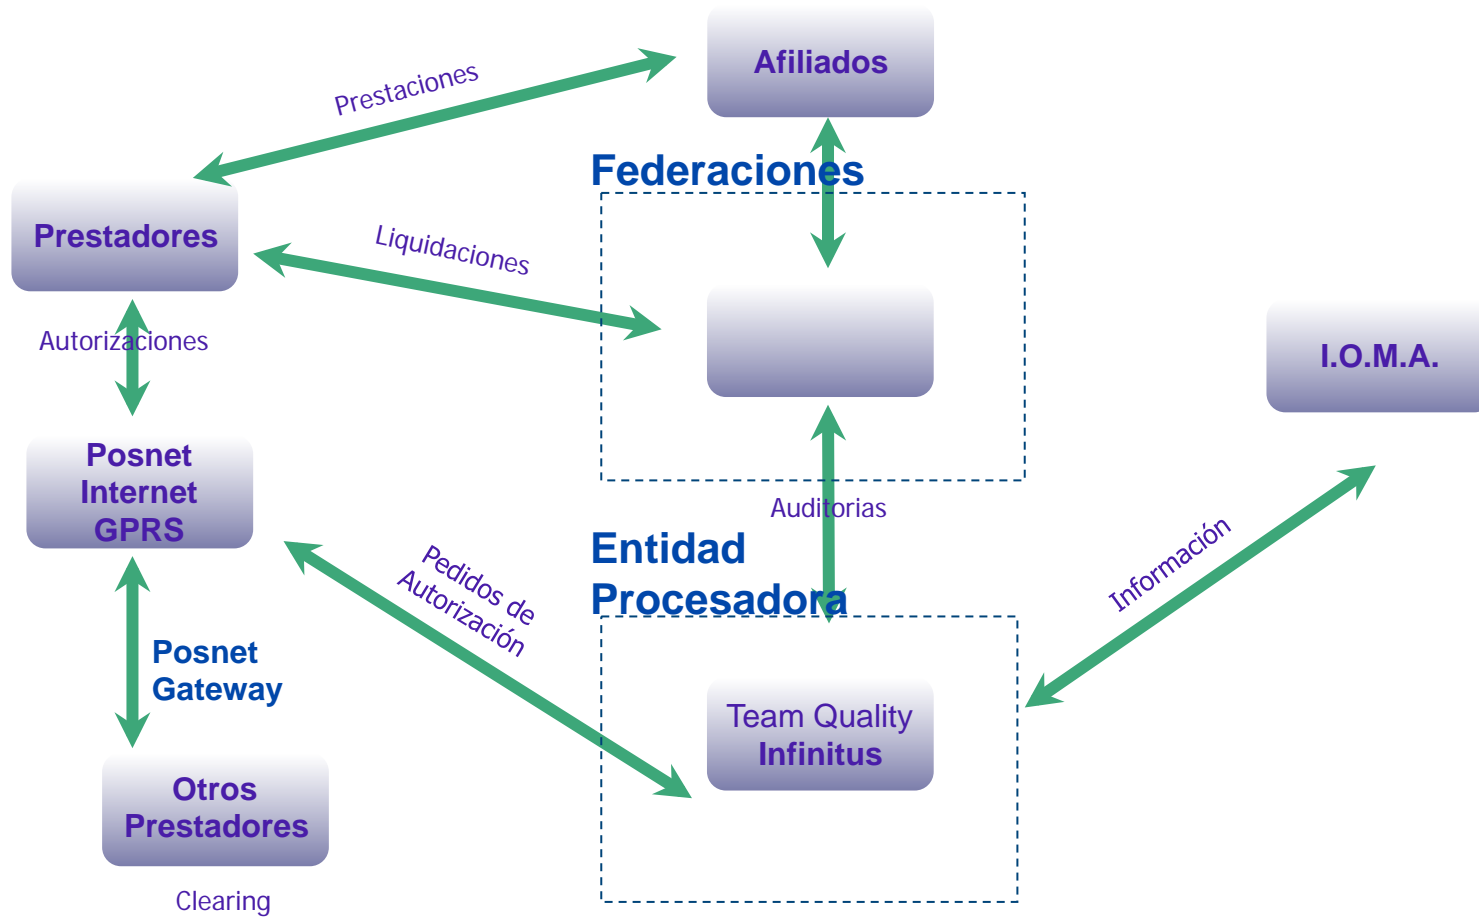 Afiliados
Prestaciones
Federaciones
Prestadores
Liquidaciones
Autorizaciones
I.O.M.A.
Posnet
Internet
GPRS
Auditorias
Entidad
Procesadora
Pedidos de
Autorización
Información
Posnet
Gateway
Team Quality
Infinitus
Otros
Prestadores
Clearing